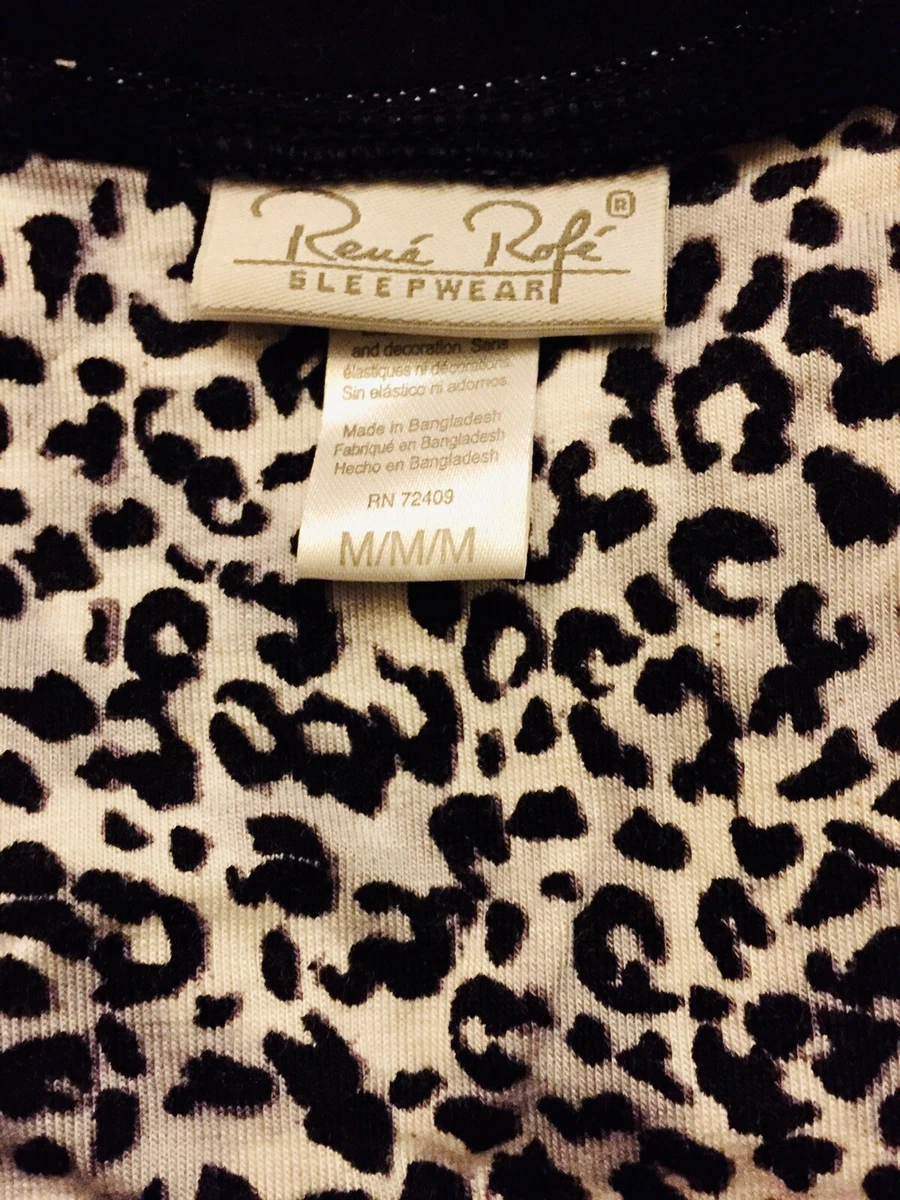 René Rofé ®
SLEEPWEAR
and decoration. Sans
élastiques ni décorations.
Sin elástico ni adornos
Made in Bangladesh
Fabriqué en Bangladesh
Hecho en Bangladesh
RN 72409
M/M/M